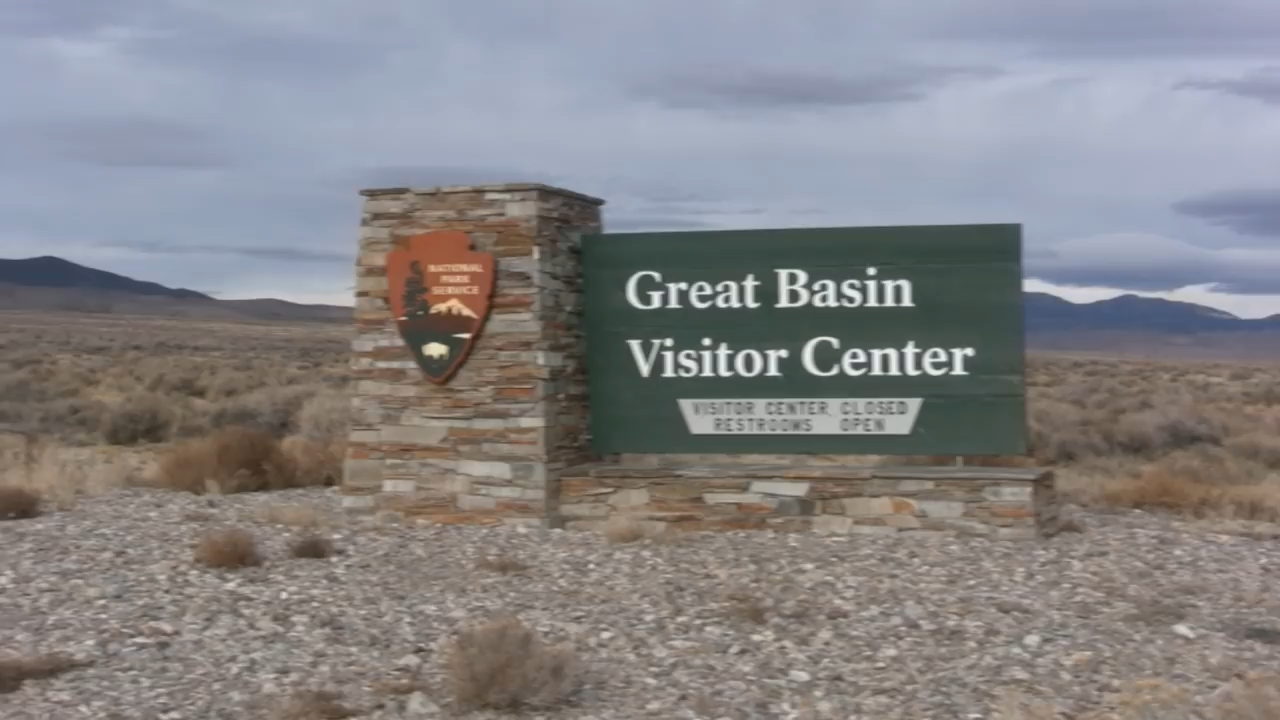 NATIONAL
PARK
SERVICE
Great Basin
Visitor Center
VISITOR CENTER CLOSED
RESTROOMS OPEN